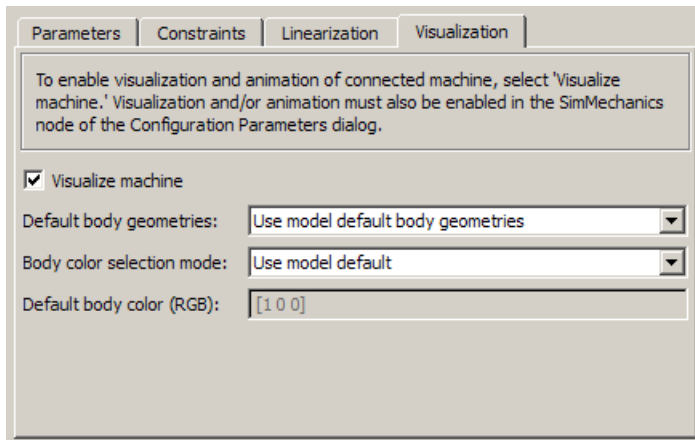 Parameters Constraints Linearization Visualization
To enable visualization and animation of connected machine, select 'Visualize
machine.' Visualization and/or animation must also be enabled in the SimMechanics
node of the Configuration Parameters dialog.
Visualize machine
Default body geometries: Use model default body geometries
Body color selection mode: Use model default
Default body color (RGB): [1 0 0]